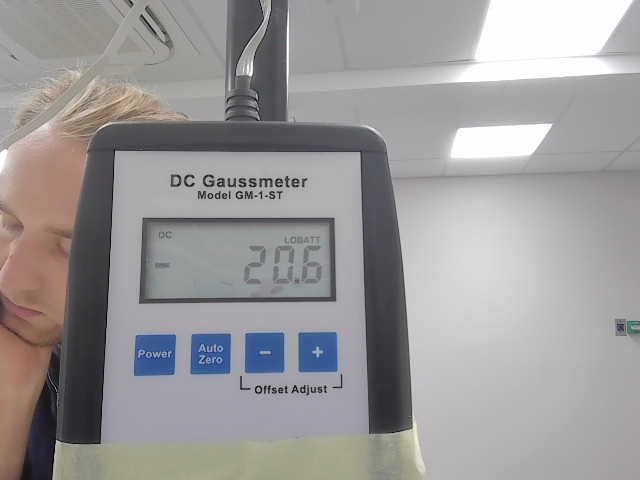 DC Gaussmeter
Model GM-1-ST
DC
LOBATT
- 20.6
Power
Auto
Zero
-
+
Offset Adjust